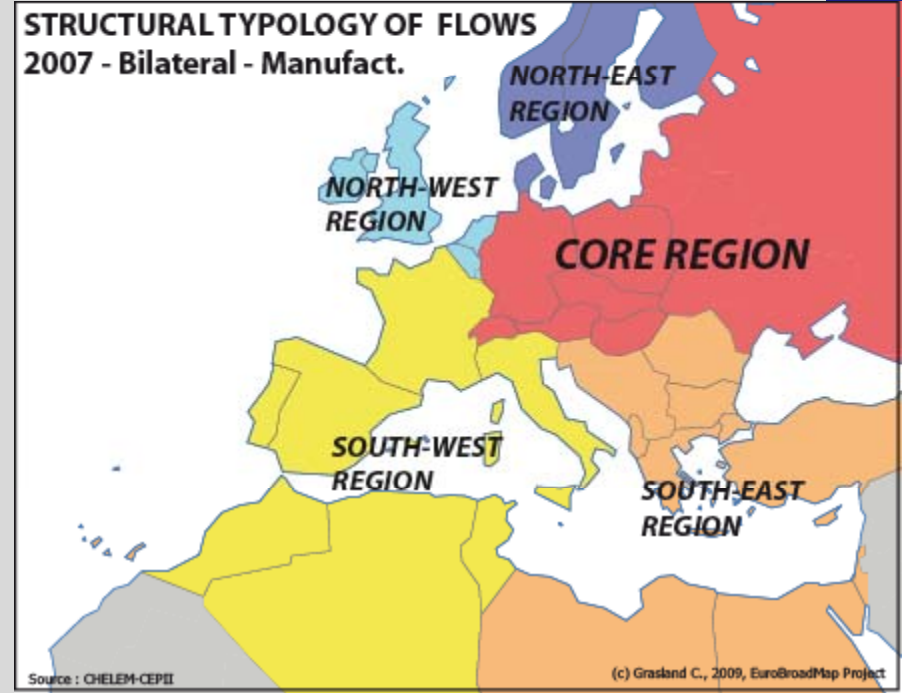 STRUCTURAL TYPOLOGY OF FLOWS
2007 - Bilateral - Manufact.
NORTH-EAST
REGION
NORTH-WEST
REGION
CORE REGION
SOUTH-WEST
REGION
SOUTH-EAST
REGION
Source : CHELEM-CEPII
(c) Grasland C., 2009, EuroBroadMap Project